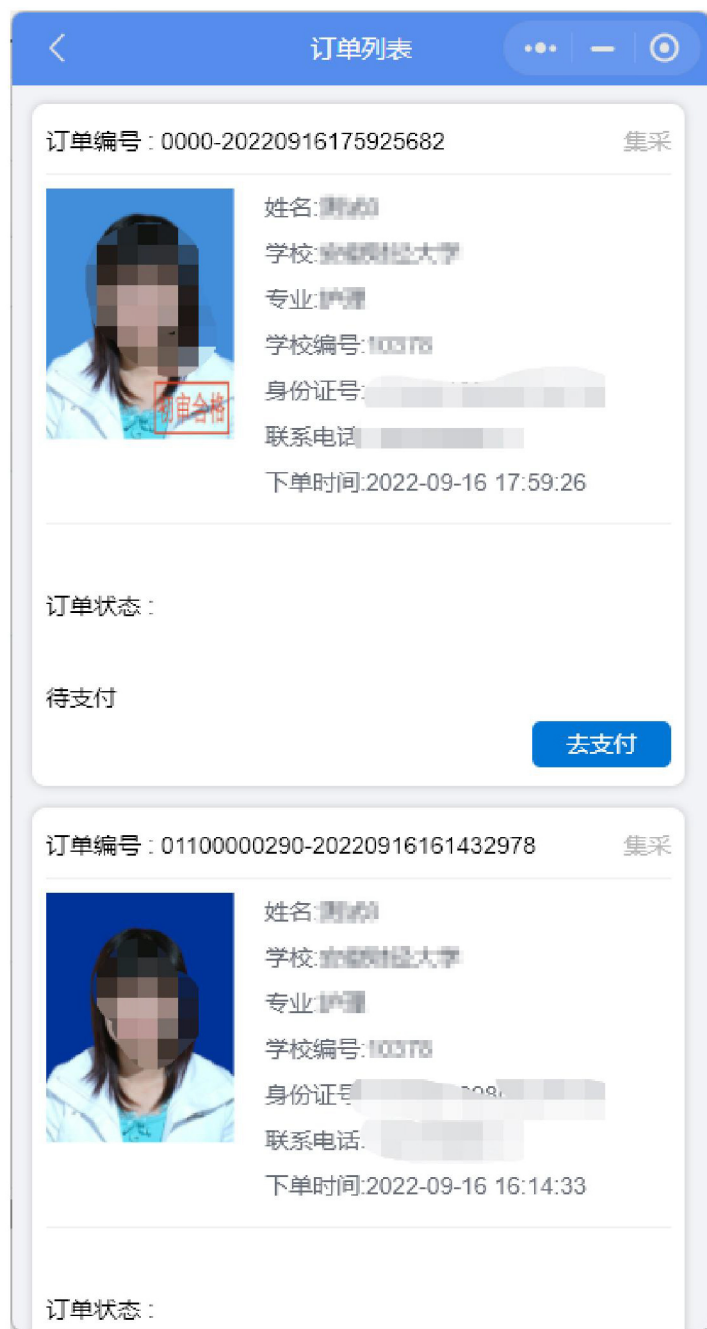 订单列表
订单编号 : 0000-20220916175925682
集采
姓名:
学校:
专业:
学校编号:
身份证号:
联系电话
下单时间:2022-09-16 17:59:26
初审合格
订单状态 :
待支付
去支付
订单编号 : 01100000290-20220916161432978
集采
姓名:
学校:
专业:
学校编号:
身份证号
联系电话:
下单时间:2022-09-16 16:14:33
订单状态 :